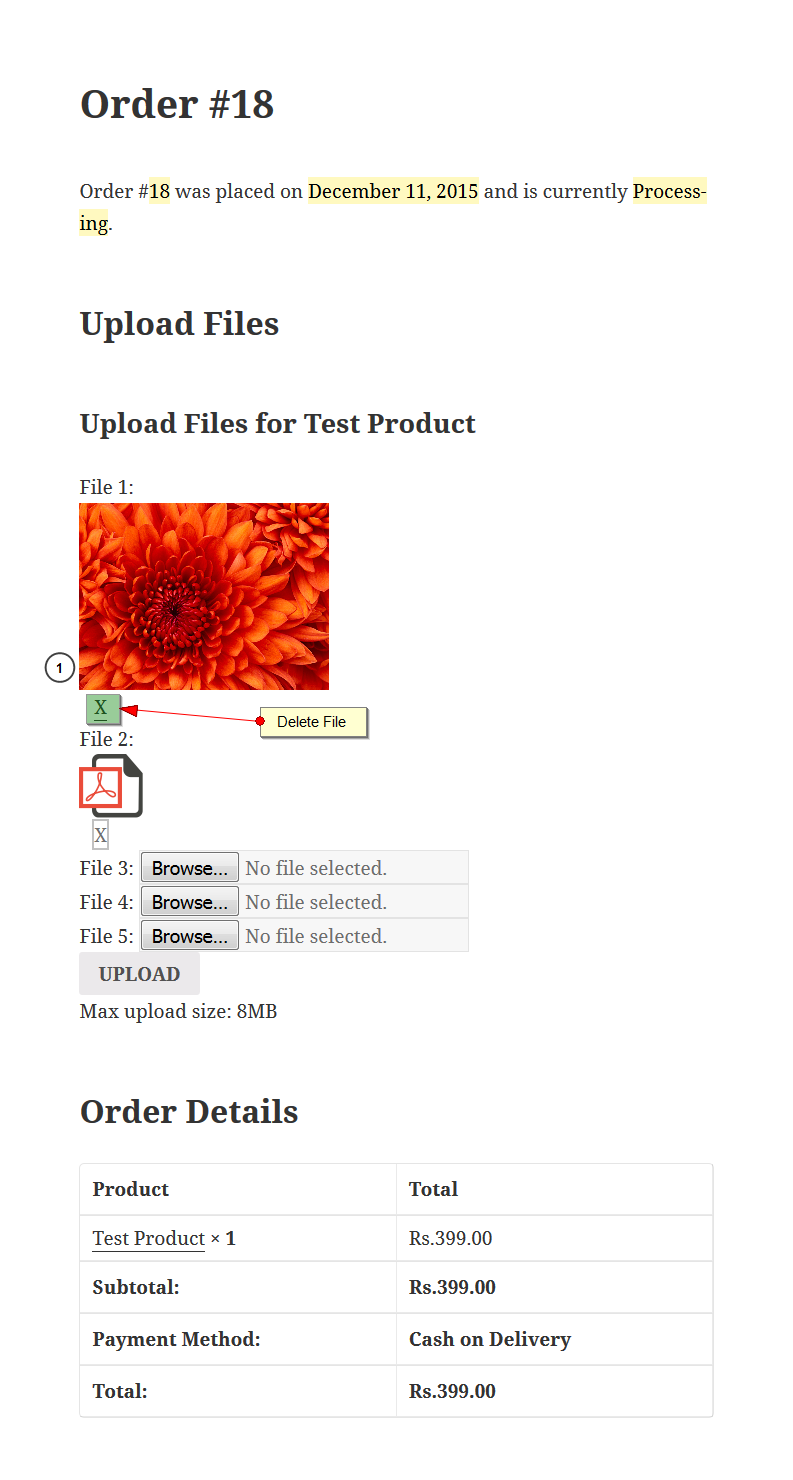 Order #18
Order #18 was placed on December 11, 2015 and is currently Process-
ing.
Upload Files
Upload Files for Test Product
File 1:
1
X
Delete File
File 2:
X
File 3: Browse... No file selected.
File 4: Browse... No file selected.
File 5: Browse... No file selected.
UPLOAD
Max upload size: 8MB
Order Details
Product Total
Test Product × 1 Rs.399.00
Subtotal: Rs.399.00
Payment Method: Cash on Delivery
Total: Rs.399.00